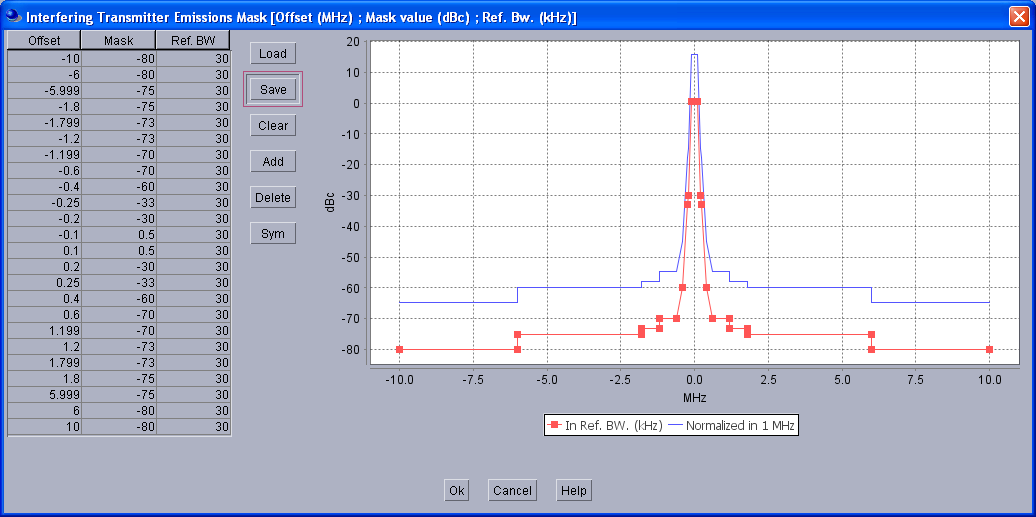 Interfering Transmitter Emissions Mask [Offset (MHz) ; Mask value (dBc) ; Ref. Bw. (kHz)]
Offset Mask Ref. BW
-10 -80 30
-6 -80 30
-5.999 -75 30
-1.8 -75 30
-1.799 -73 30
-1.2 -73 30
-1.199 -70 30
-0.6 -70 30
-0.4 -60 30
-0.25 -33 30
-0.2 -30 30
-0.1 0.5 30
0.1 0.5 30
0.2 -30 30
0.25 -33 30
0.4 -60 30
0.6 -70 30
1.199 -70 30
1.2 -73 30
1.799 -73 30
1.8 -75 30
5.999 -75 30
6 -80 30
10 -80 30
Load
Save
Clear
Add
Delete
Sym
dBc
20
10
0
-10
-20
-30
-40
-50
-60
-70
-80
-10.0 -7.5 -5.0 -2.5 0.0 2.5 5.0 7.5 10.0
MHz
In Ref. BW. (kHz) Normalized in 1 MHz
Ok Cancel Help